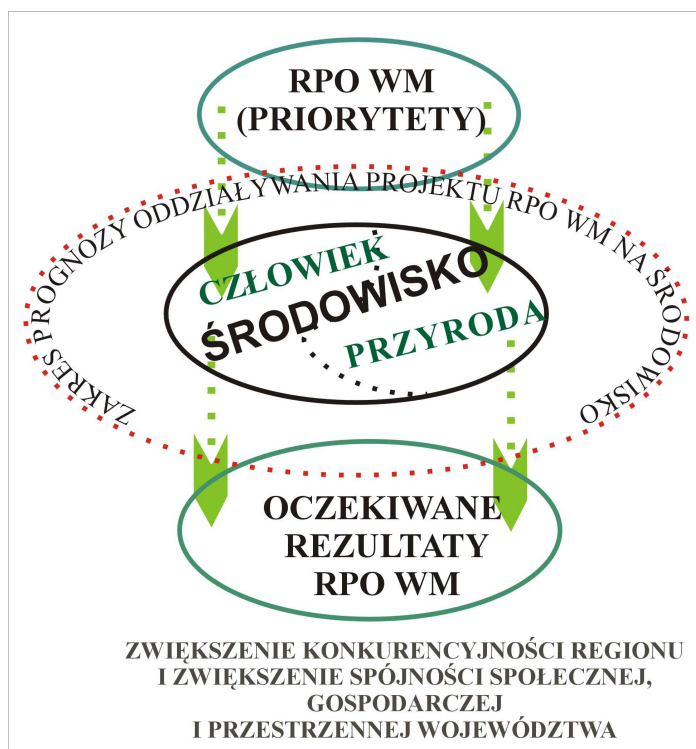 RPO WM
(PRIORYTETY)
ZAKRES PROGNOZY ODDZIAŁYWANIA PROJEKTU RPO WM NA ŚRODOWISKO
CZŁOWIEK
ŚRODOWISKO
PRZYRODA
OCZEKIWANE
REZULTATY
RPO WM
ZWIĘKSZENIE KONKURENCYJNOŚCI REGIONU
I ZWIĘKSZENIE SPÓJNOŚCI SPOŁECZNEJ,
GOSPODARCZEJ
I PRZESTRZENNEJ WOJEWÓDZTWA